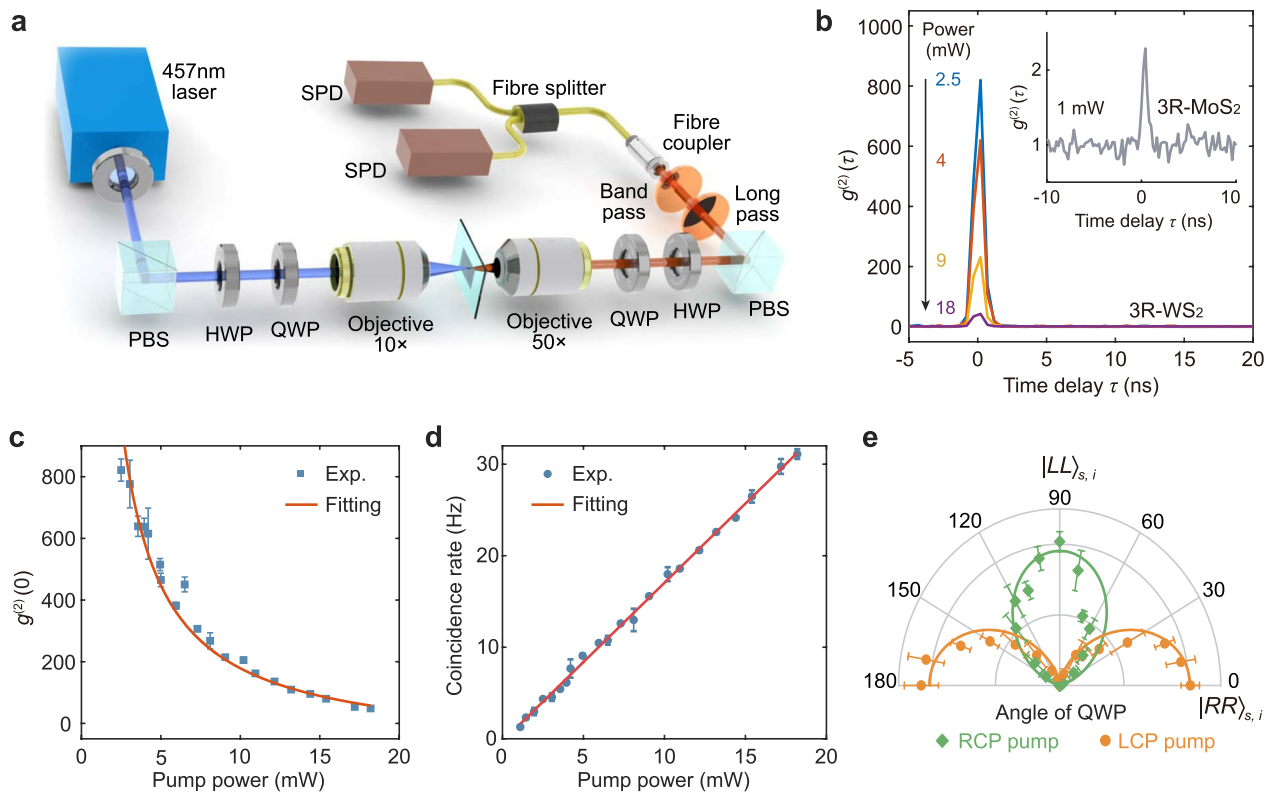 a
457nm
laser
SPD
SPD
Fibre splitter
Fibre
coupler
Band
pass
Long
pass
PBS
HWP
QWP
Objective
10×
Objective
50×
QWP
HWP
PBS
b
1000
800
600
400
200
0
g⁽²⁾(τ)
-5
0
5
10
15
20
Time delay τ (ns)
Power
(mW)
2.5
4
9
18
3R-WS₂
2
1
g⁽²⁾(τ)
1 mW
3R-MoS₂
-10
0
10
Time delay τ (ns)
c
800
600
400
200
0
g⁽²⁾(0)
Exp.
Fitting
0
5
10
15
20
Pump power (mW)
d
30
20
10
0
Coincidence rate (Hz)
Exp.
Fitting
0
5
10
15
20
Pump power (mW)
e
|LL⟩s, i
90
120
60
150
30
180
0
|RR⟩s, i
Angle of QWP
RCP pump
LCP pump